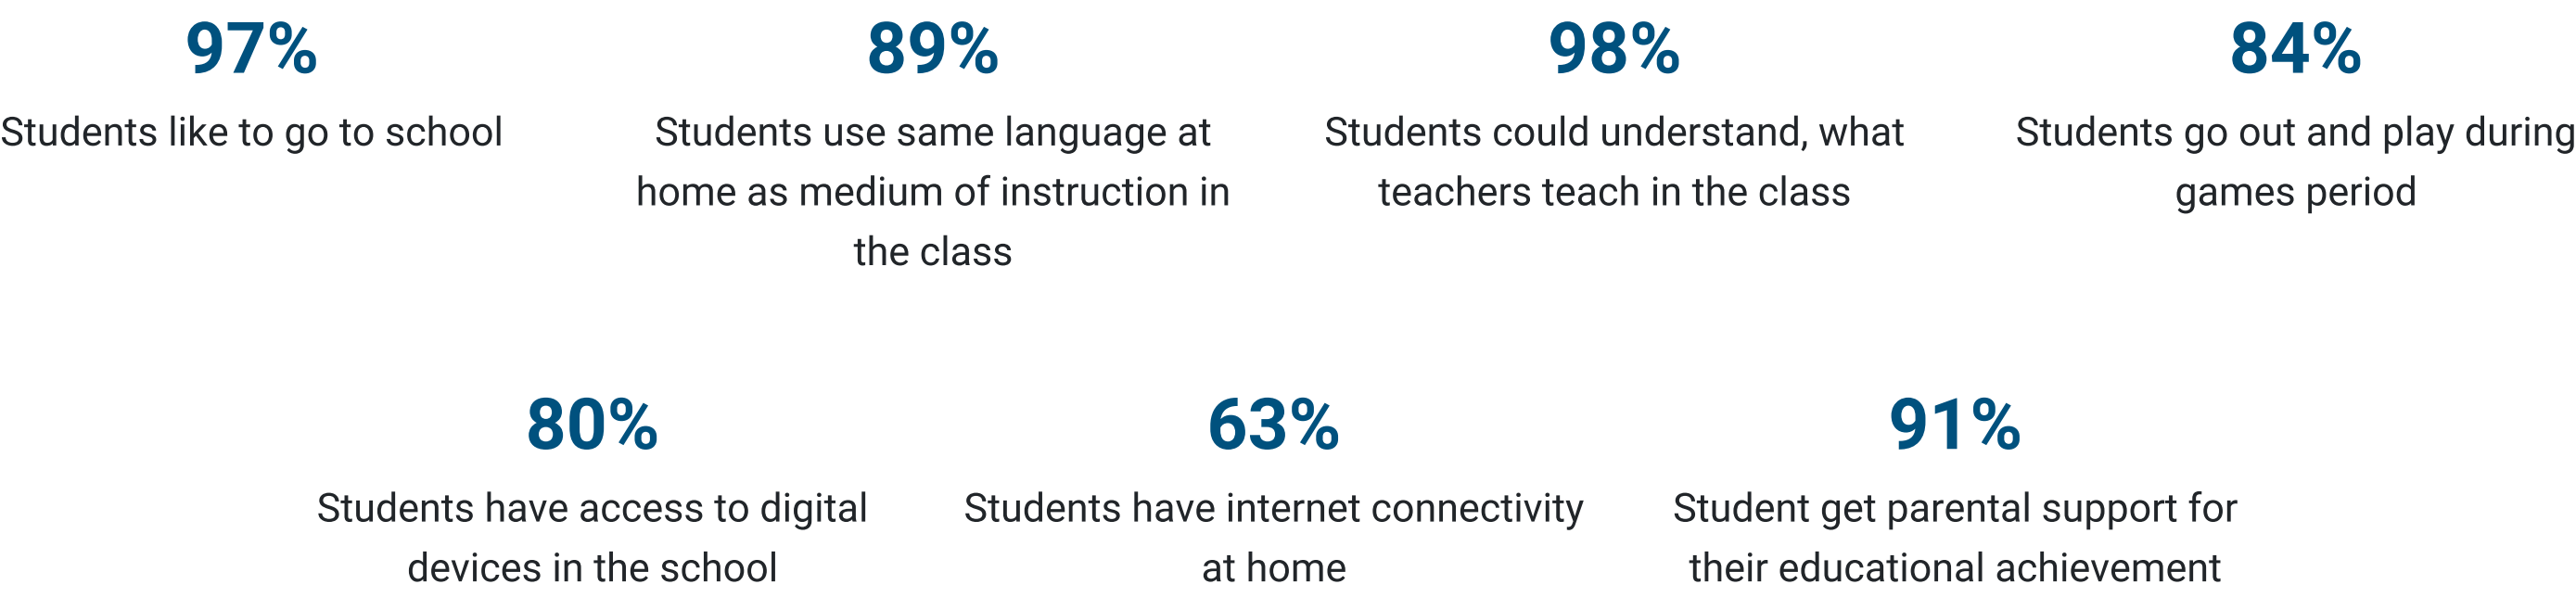 97%
Students like to go to school
89%
Students use same language at
home as medium of instruction in
the class
98%
Students could understand, what
teachers teach in the class
84%
Students go out and play during
games period
80%
Students have access to digital
devices in the school
63%
Students have internet connectivity
at home
91%
Student get parental support for
their educational achievement